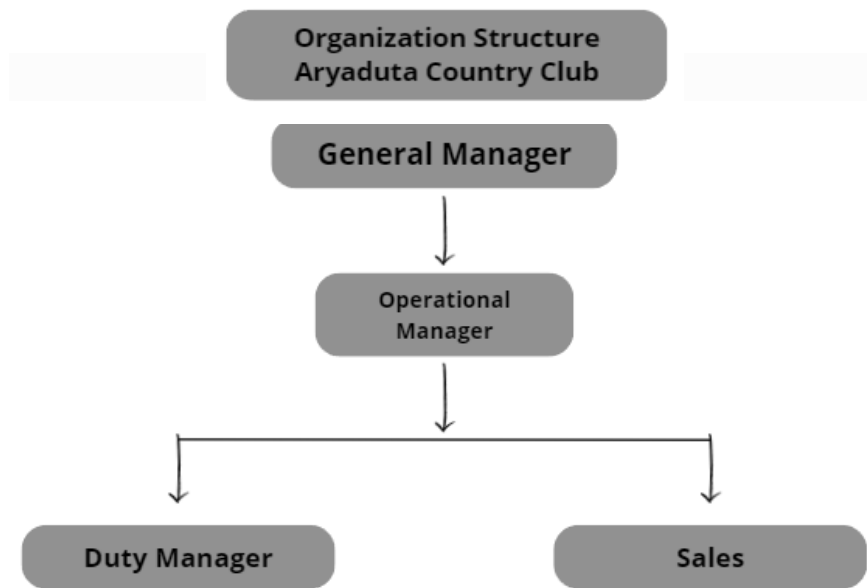 Organization Structure
Aryaduta Country Club
General Manager
Operational
Manager
Duty Manager
Sales